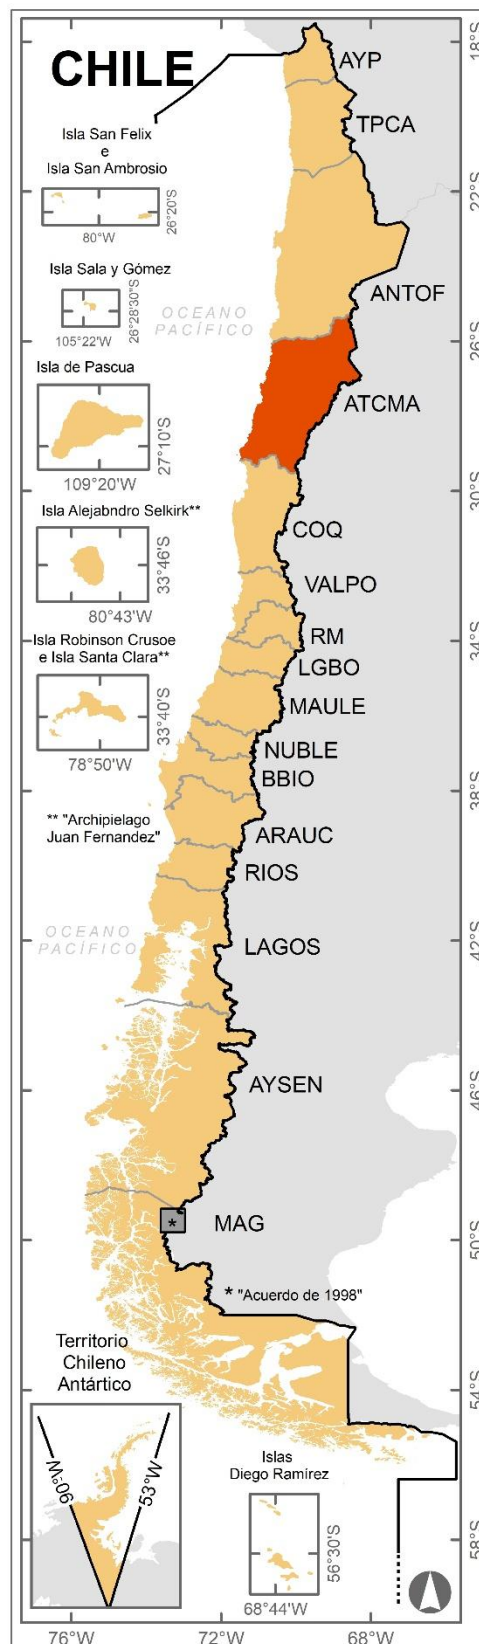 CHILE
AYP
18°S
Isla San Felix
e
Isla San Ambrosio
TPCA
26°20'S
80°W
22°S
Isla Sala y Gómez
26°28'30"S
105°22'W
OCEANO
PACÍFICO
ANTOF
26°S
Isla de Pascua
ATCMA
27°10'S
109°20'W
30°S
Isla Alejabndro Selkirk**
COQ
33°46'S
80°43'W
VALPO
Isla Robinson Crusoe
e Isla Santa Clara**
RM
34°S
LGBO
33°40'S
MAULE
78°50'W
NUBLE
BBIO
38°S
** "Archipielago
Juan Fernandez"
ARAUC
RIOS
OCEANO
PACÍFICO
LAGOS
42°S
AYSEN
46°S
MAG
*
50°S
* "Acuerdo de 1998"
Territorio
Chileno
Antártico
54°S
90°W
53°W
Islas
Diego Ramírez
56°30'S
68°44'W
58°S
76°W
72°W
68°W